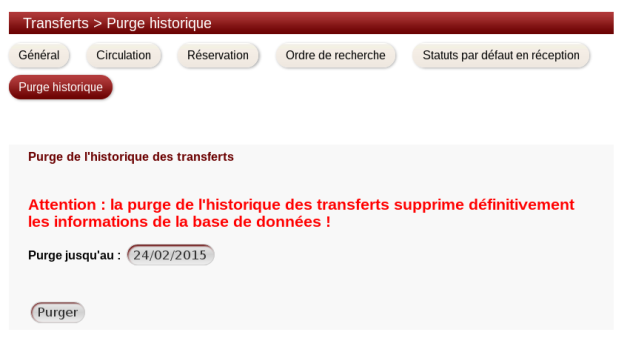 Transferts > Purge historique
Général Circulation Réservation Ordre de recherche Statuts par défaut en réception
Purge historique
Purge de l'historique des transferts
Attention : la purge de l'historique des transferts supprime définitivement
les informations de la base de données !
Purge jusqu'au : 24/02/2015
Purger